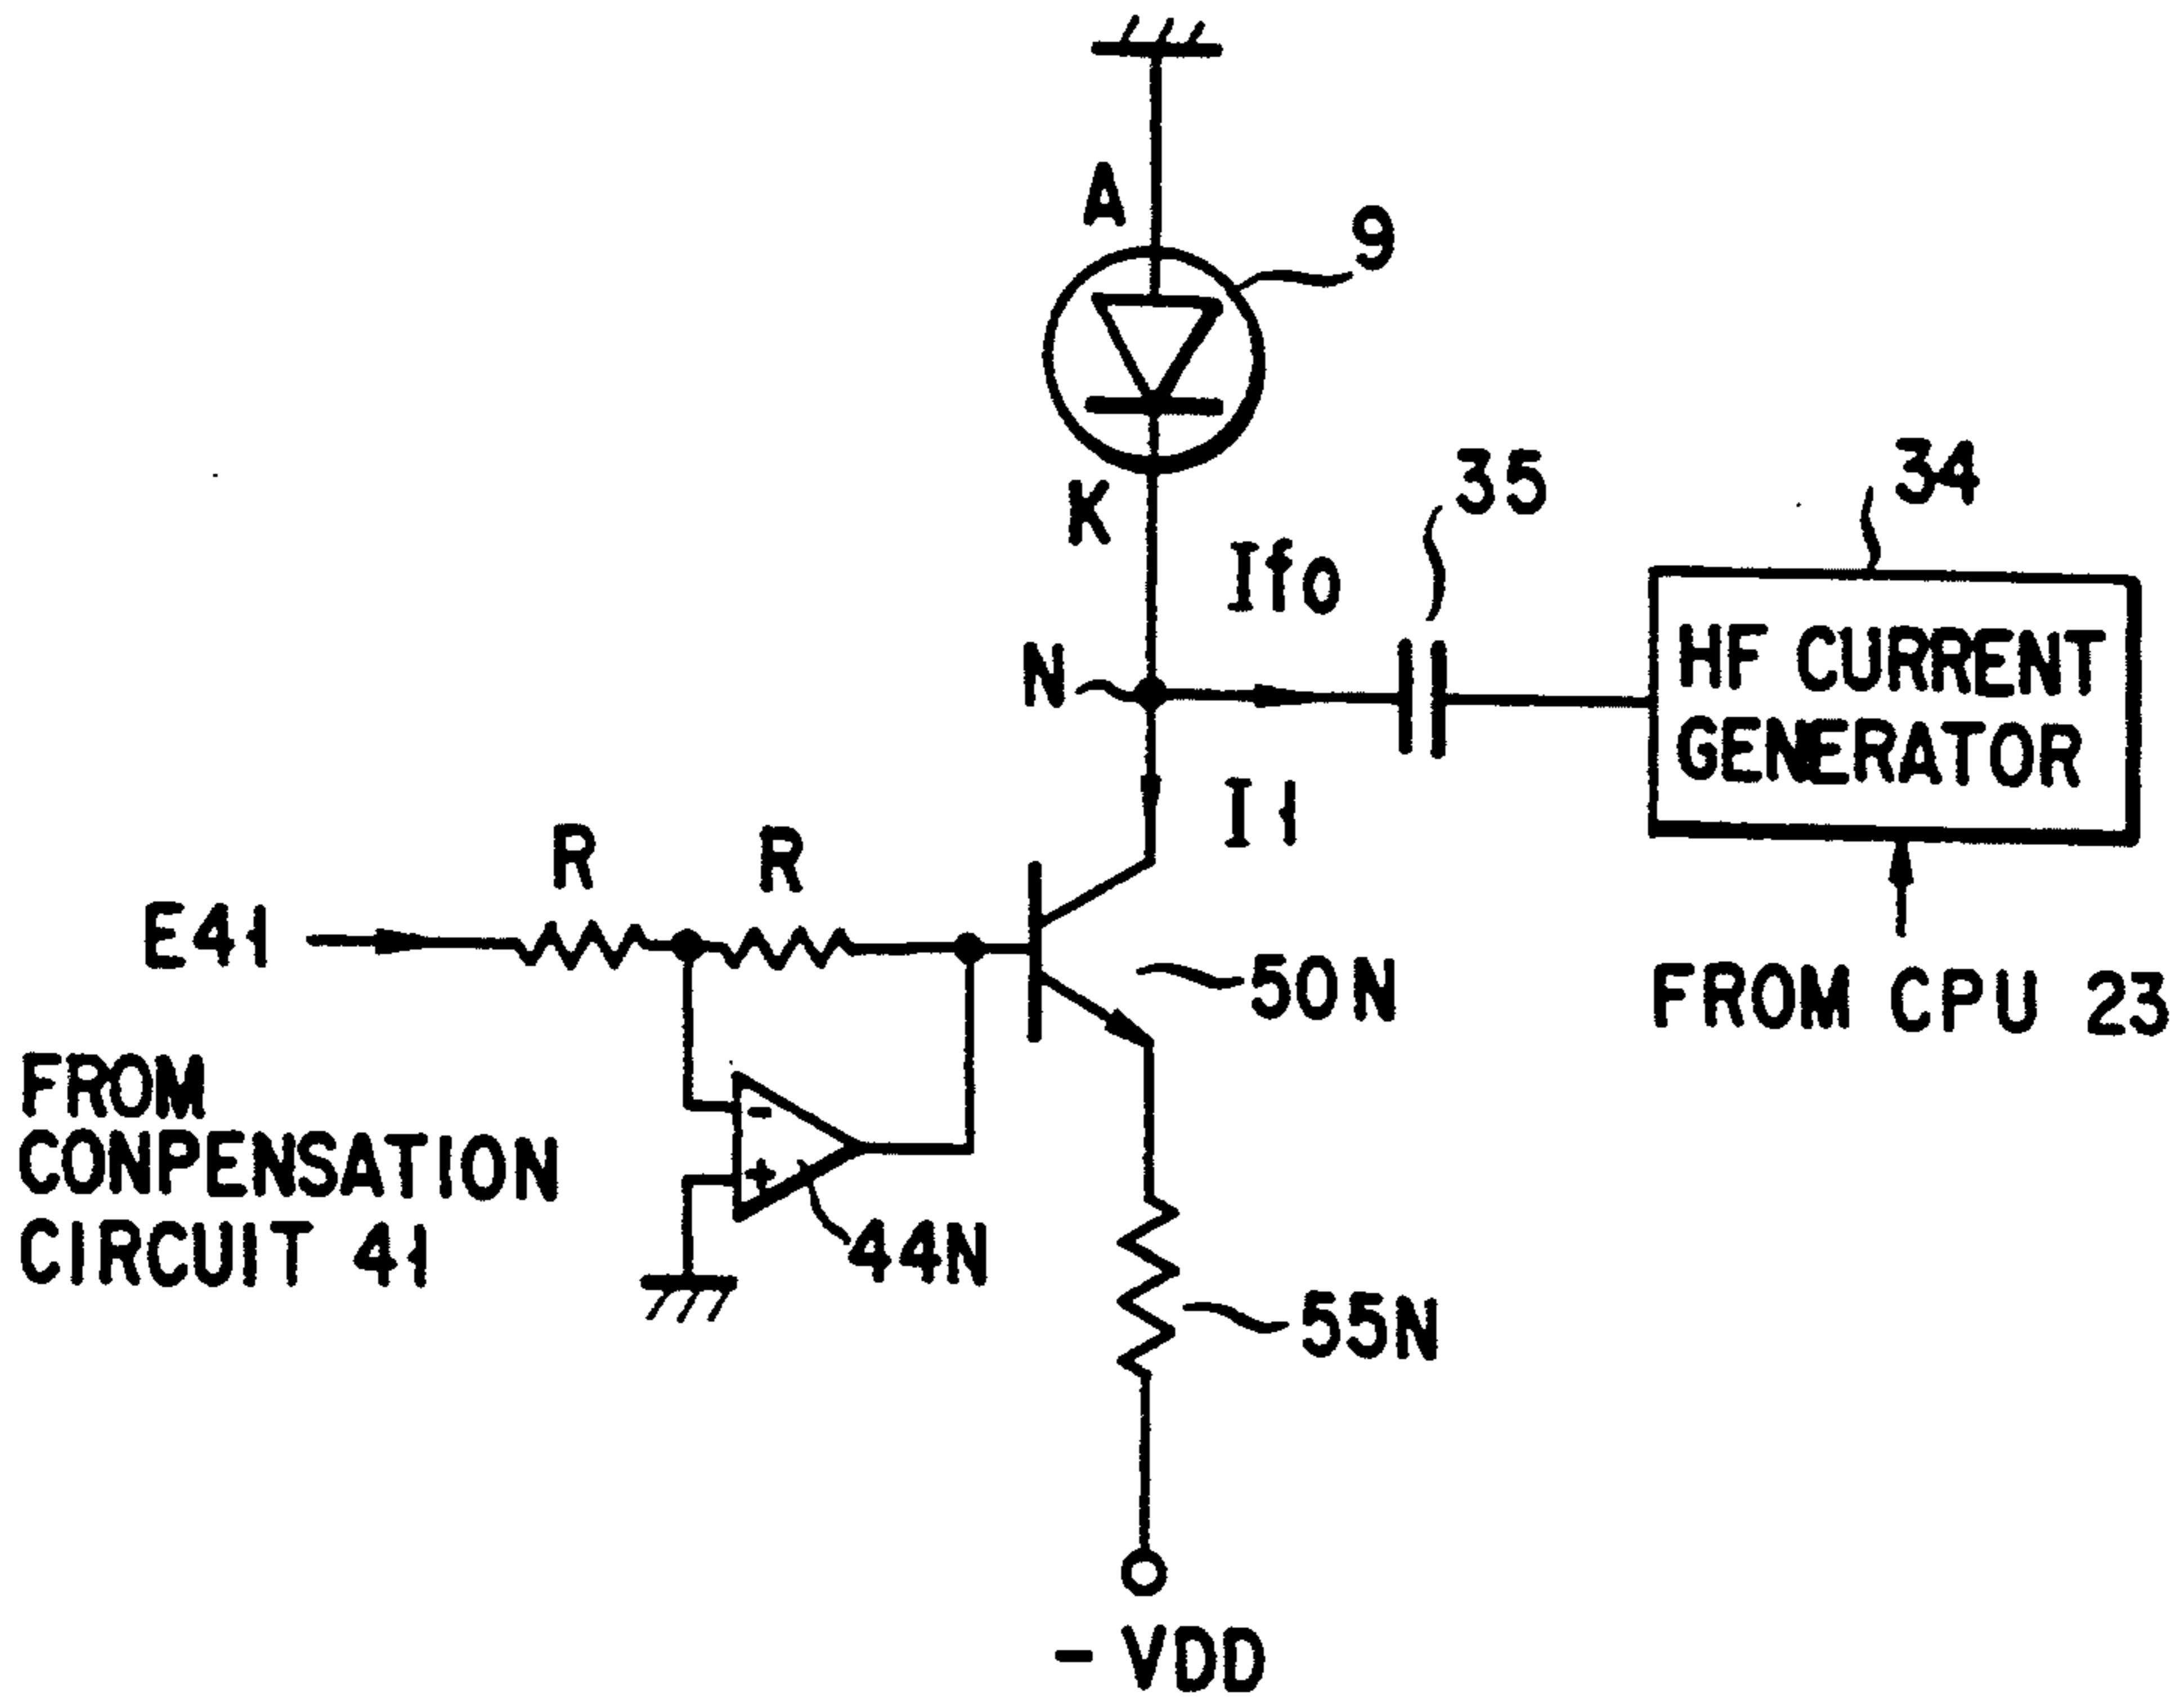 A
9
K
35
34
If0
N
HF CURRENT
GENERATOR
I1
R
R
E41
50N
FROM CPU 23
FROM
CONPENSATION
CIRCUIT 41
-
+
44N
55N
- VDD